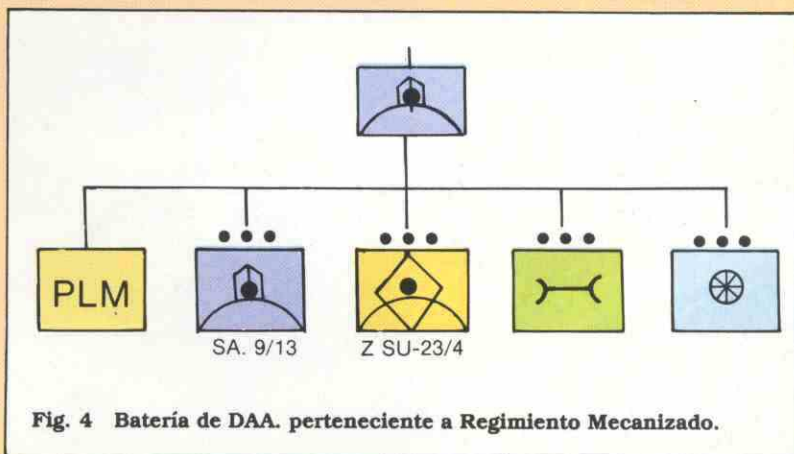 PLM
SA. 9/13
Z SU-23/4
Fig. 4 Batería de DAA. perteneciente a Regimiento Mecanizado.